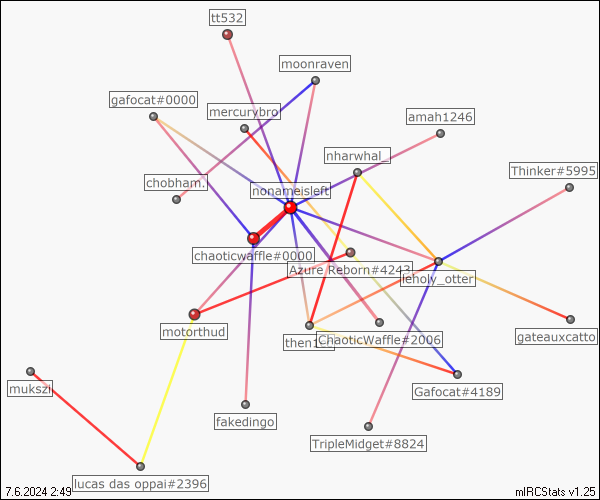 tt532
moonraven
gafocat#0000
mercurybro
amah1246
nharwhal_
Thinker#5995
chobham.
nonameisleft
chaoticwaffle#0000
Azure Reborn#4243
leholy_otter
motorthud
ChaoticWaffle#2006
gateauxcatto
mukszi
Gafocat#4189
fakedingo
TripleMidget#8824
lucas das oppai#2396
7.6.2024 2:49
mIRCStats v1.25